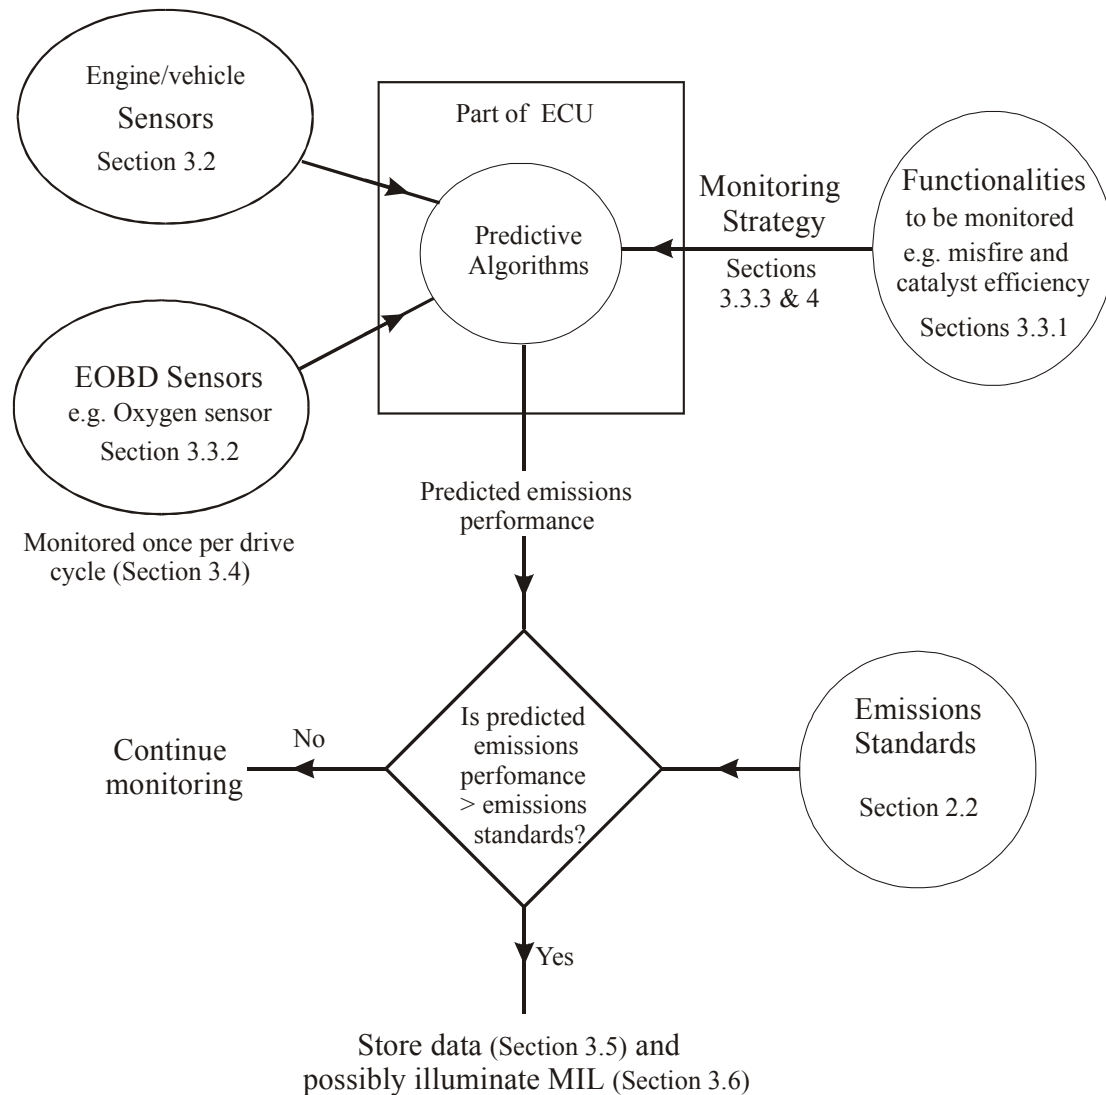 Engine/vehicle
Sensors
Section 3.2
Part of ECU
Predictive
Algorithms
Monitoring
Strategy
Sections
3.3.3 & 4
Functionalities
to be monitored
e.g. misfire and
catalyst efficiency
Sections 3.3.1
EOBD Sensors
e.g. Oxygen sensor
Section 3.3.2
Monitored once per drive
cycle (Section 3.4)
Predicted emissions
performance
Is predicted
emissions
perfomance
> emissions
standards?
Emissions
Standards
Section 2.2
No
Continue
monitoring
Yes
Store data (Section 3.5) and
possibly illuminate MIL (Section 3.6)